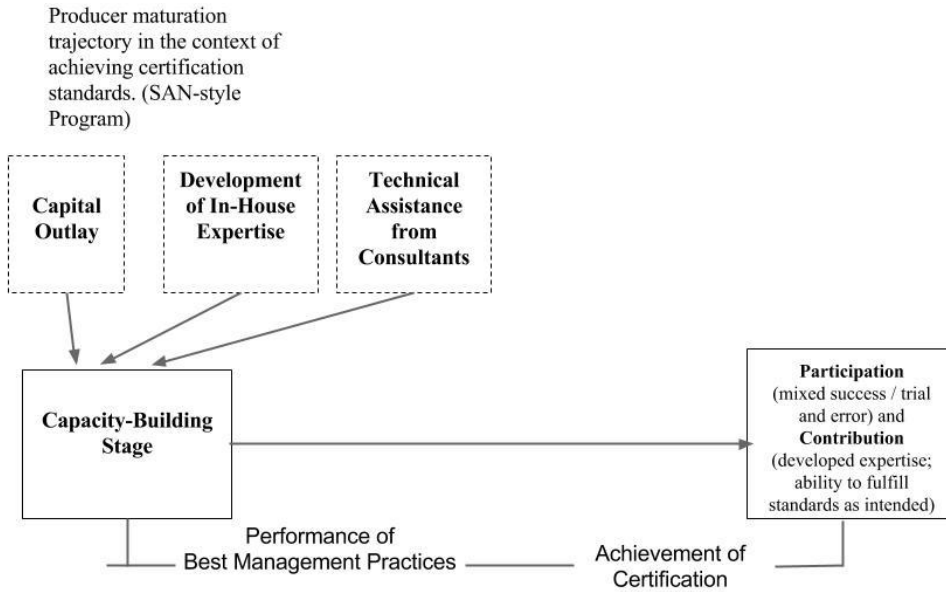 Producer maturation
trajectory in the context of
achieving certification
standards. (SAN-style
Program)
Capital
Outlay
Development
of In-House
Expertise
Technical
Assistance
from
Consultants
Capacity-Building
Stage
Participation
(mixed success / trial
and error) and
Contribution
(developed expertise;
ability to fulfill
standards as intended)
Performance of
Best Management Practices
Achievement of
Certification